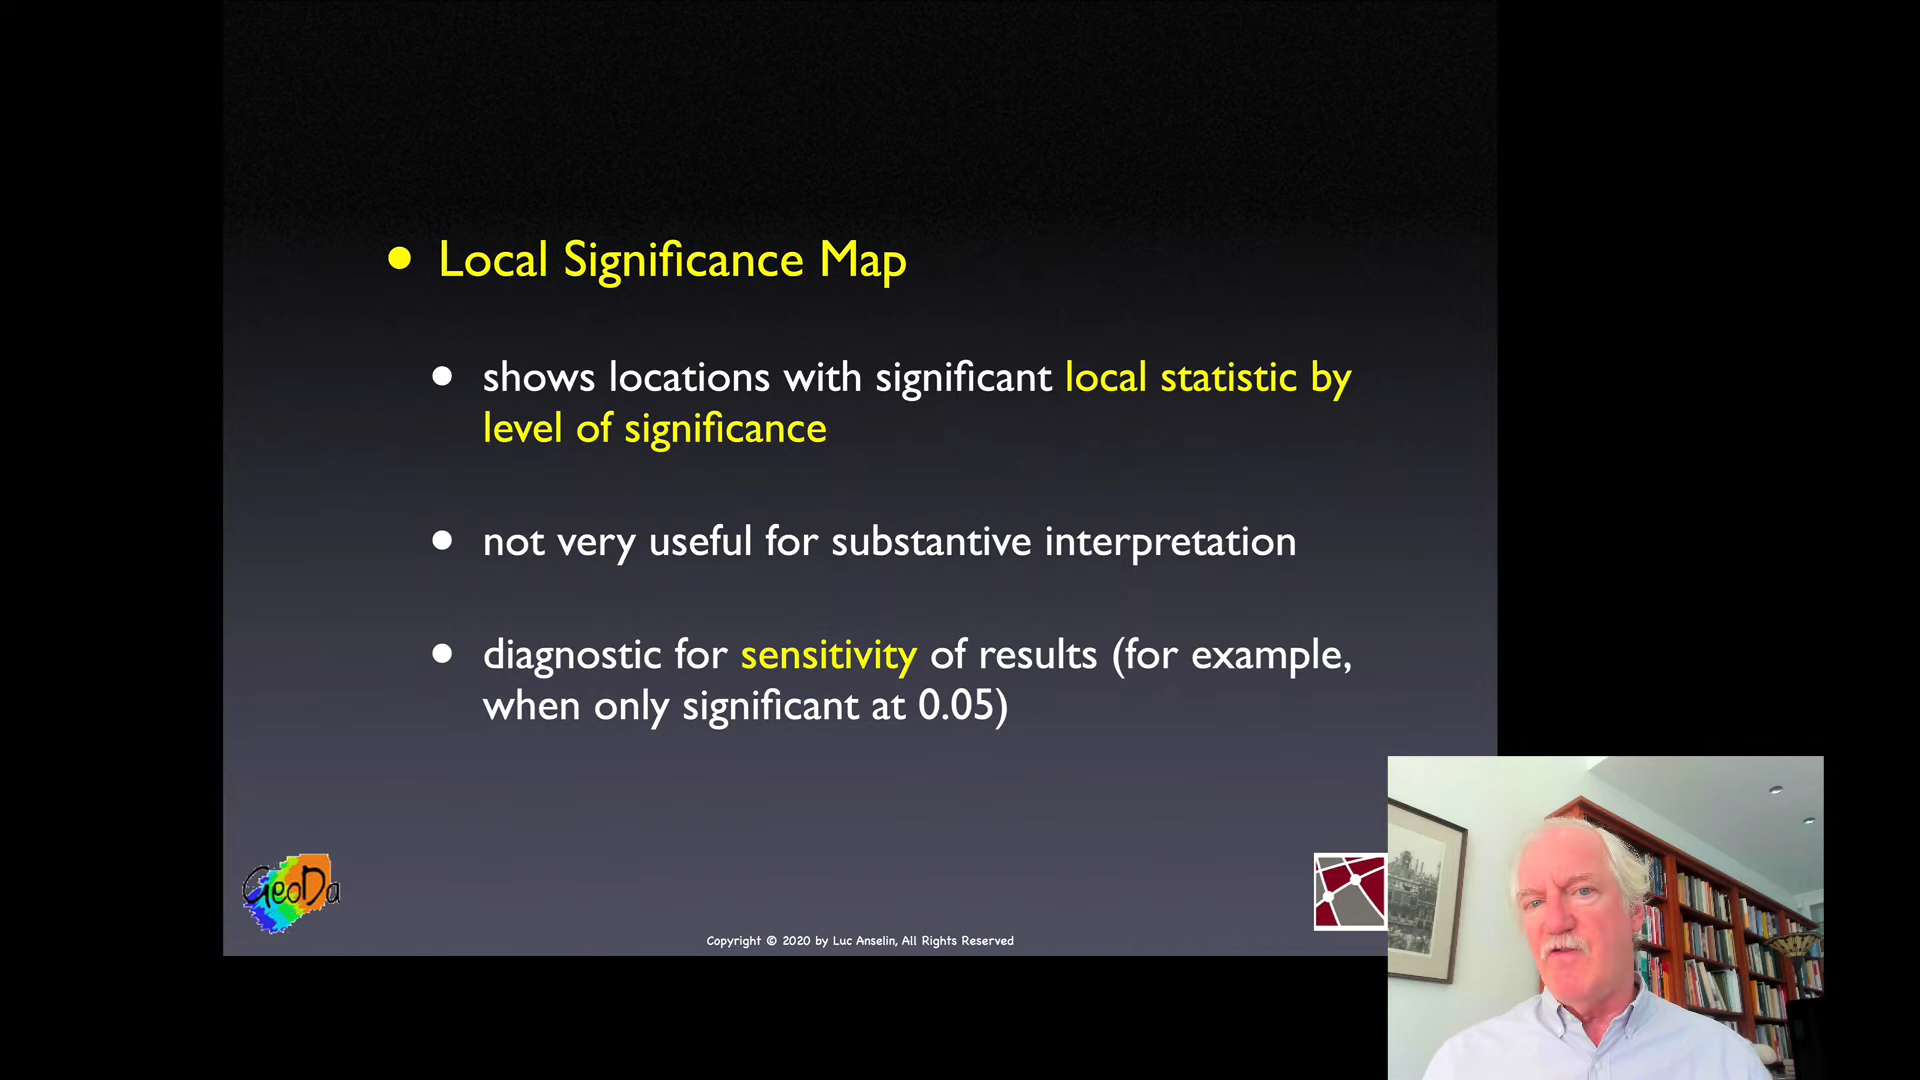 Local Significance Map
shows locations with significant local statistic by
level of significance
not very useful for substantive interpretation
diagnostic for sensitivity of results (for example,
when only significant at 0.05)
GeoDa
Copyright © 2020 by Luc Anselin, All Rights Reserved